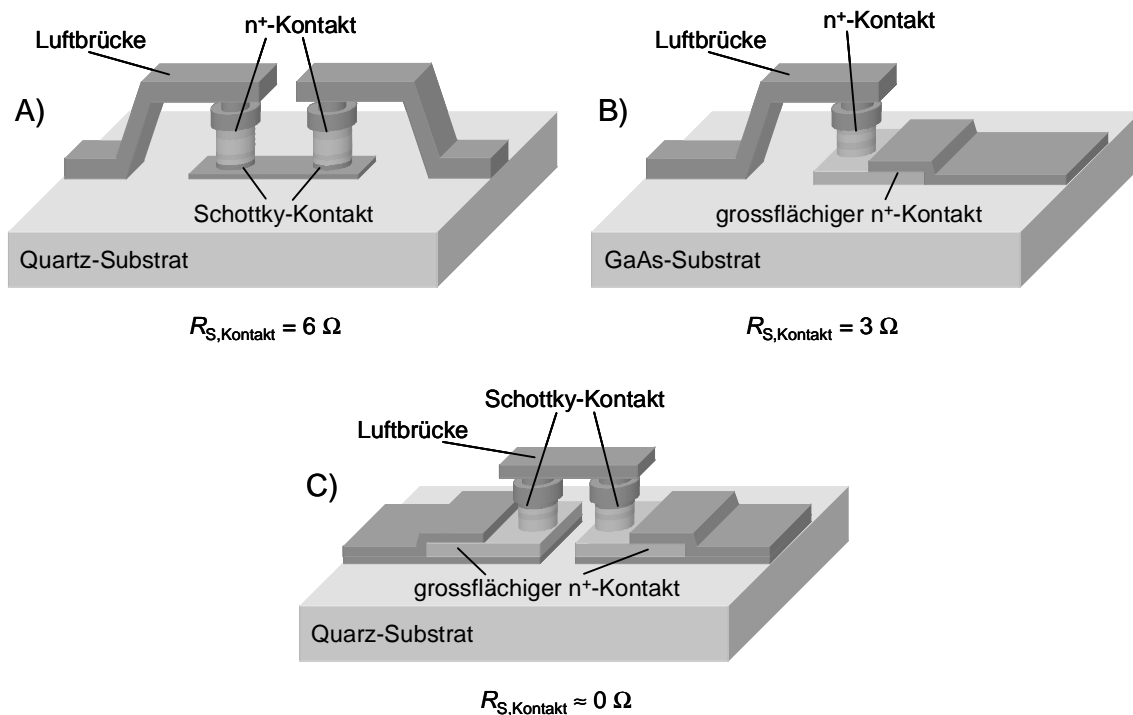 n⁺-Kontakt
Luftbrücke
A)
Schottky-Kontakt
Quartz-Substrat
R_S,Kontakt = 6 Ω
n⁺-Kontakt
Luftbrücke
B)
grossflächiger n⁺-Kontakt
GaAs-Substrat
R_S,Kontakt = 3 Ω
Schottky-Kontakt
Luftbrücke
C)
grossflächiger n⁺-Kontakt
Quarz-Substrat
R_S,Kontakt ≈ 0 Ω